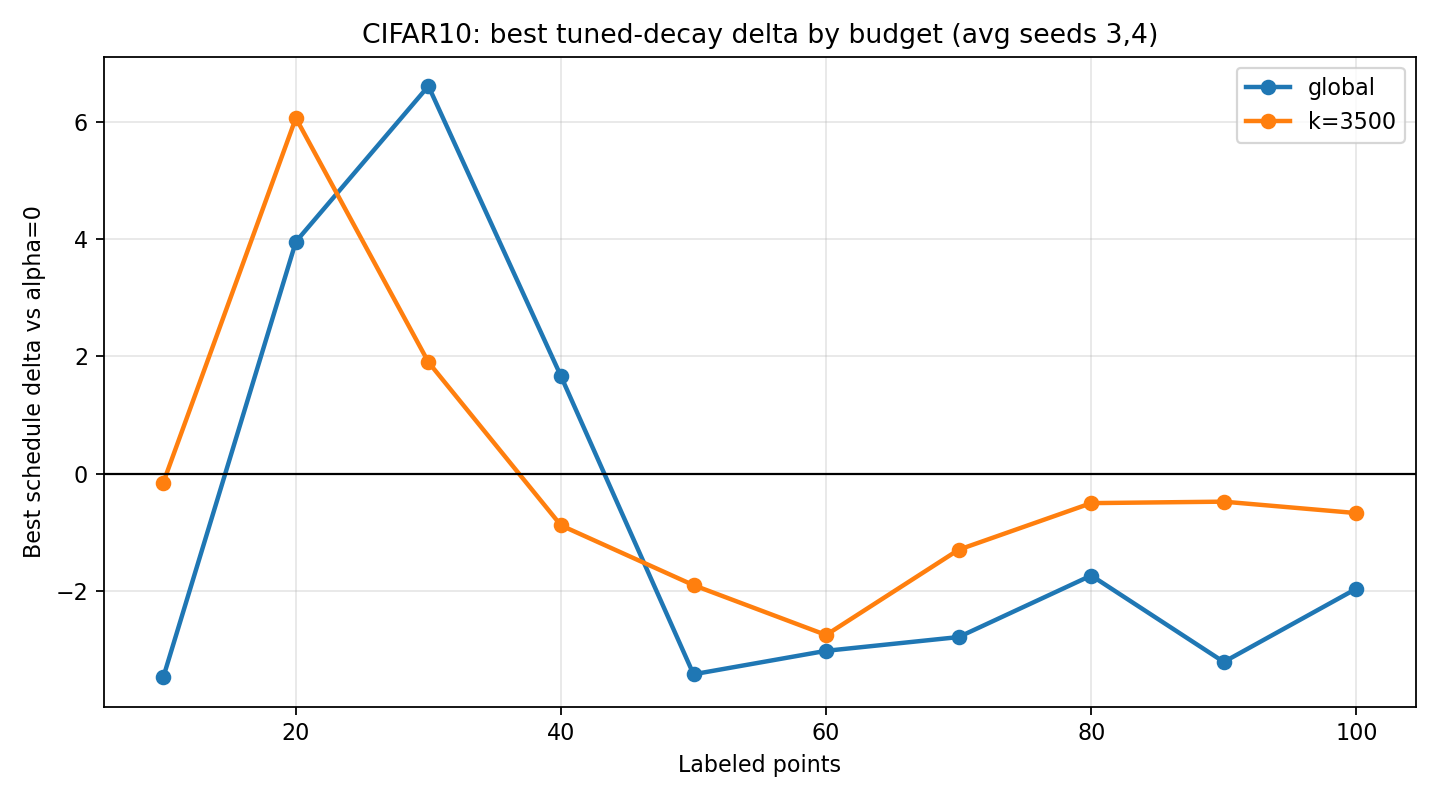 CIFAR10: best tuned-decay delta by budget (avg seeds 3,4)
global
k=3500
6
4
2
0
−2
Best schedule delta vs alpha=0
20
40
60
80
100
Labeled points